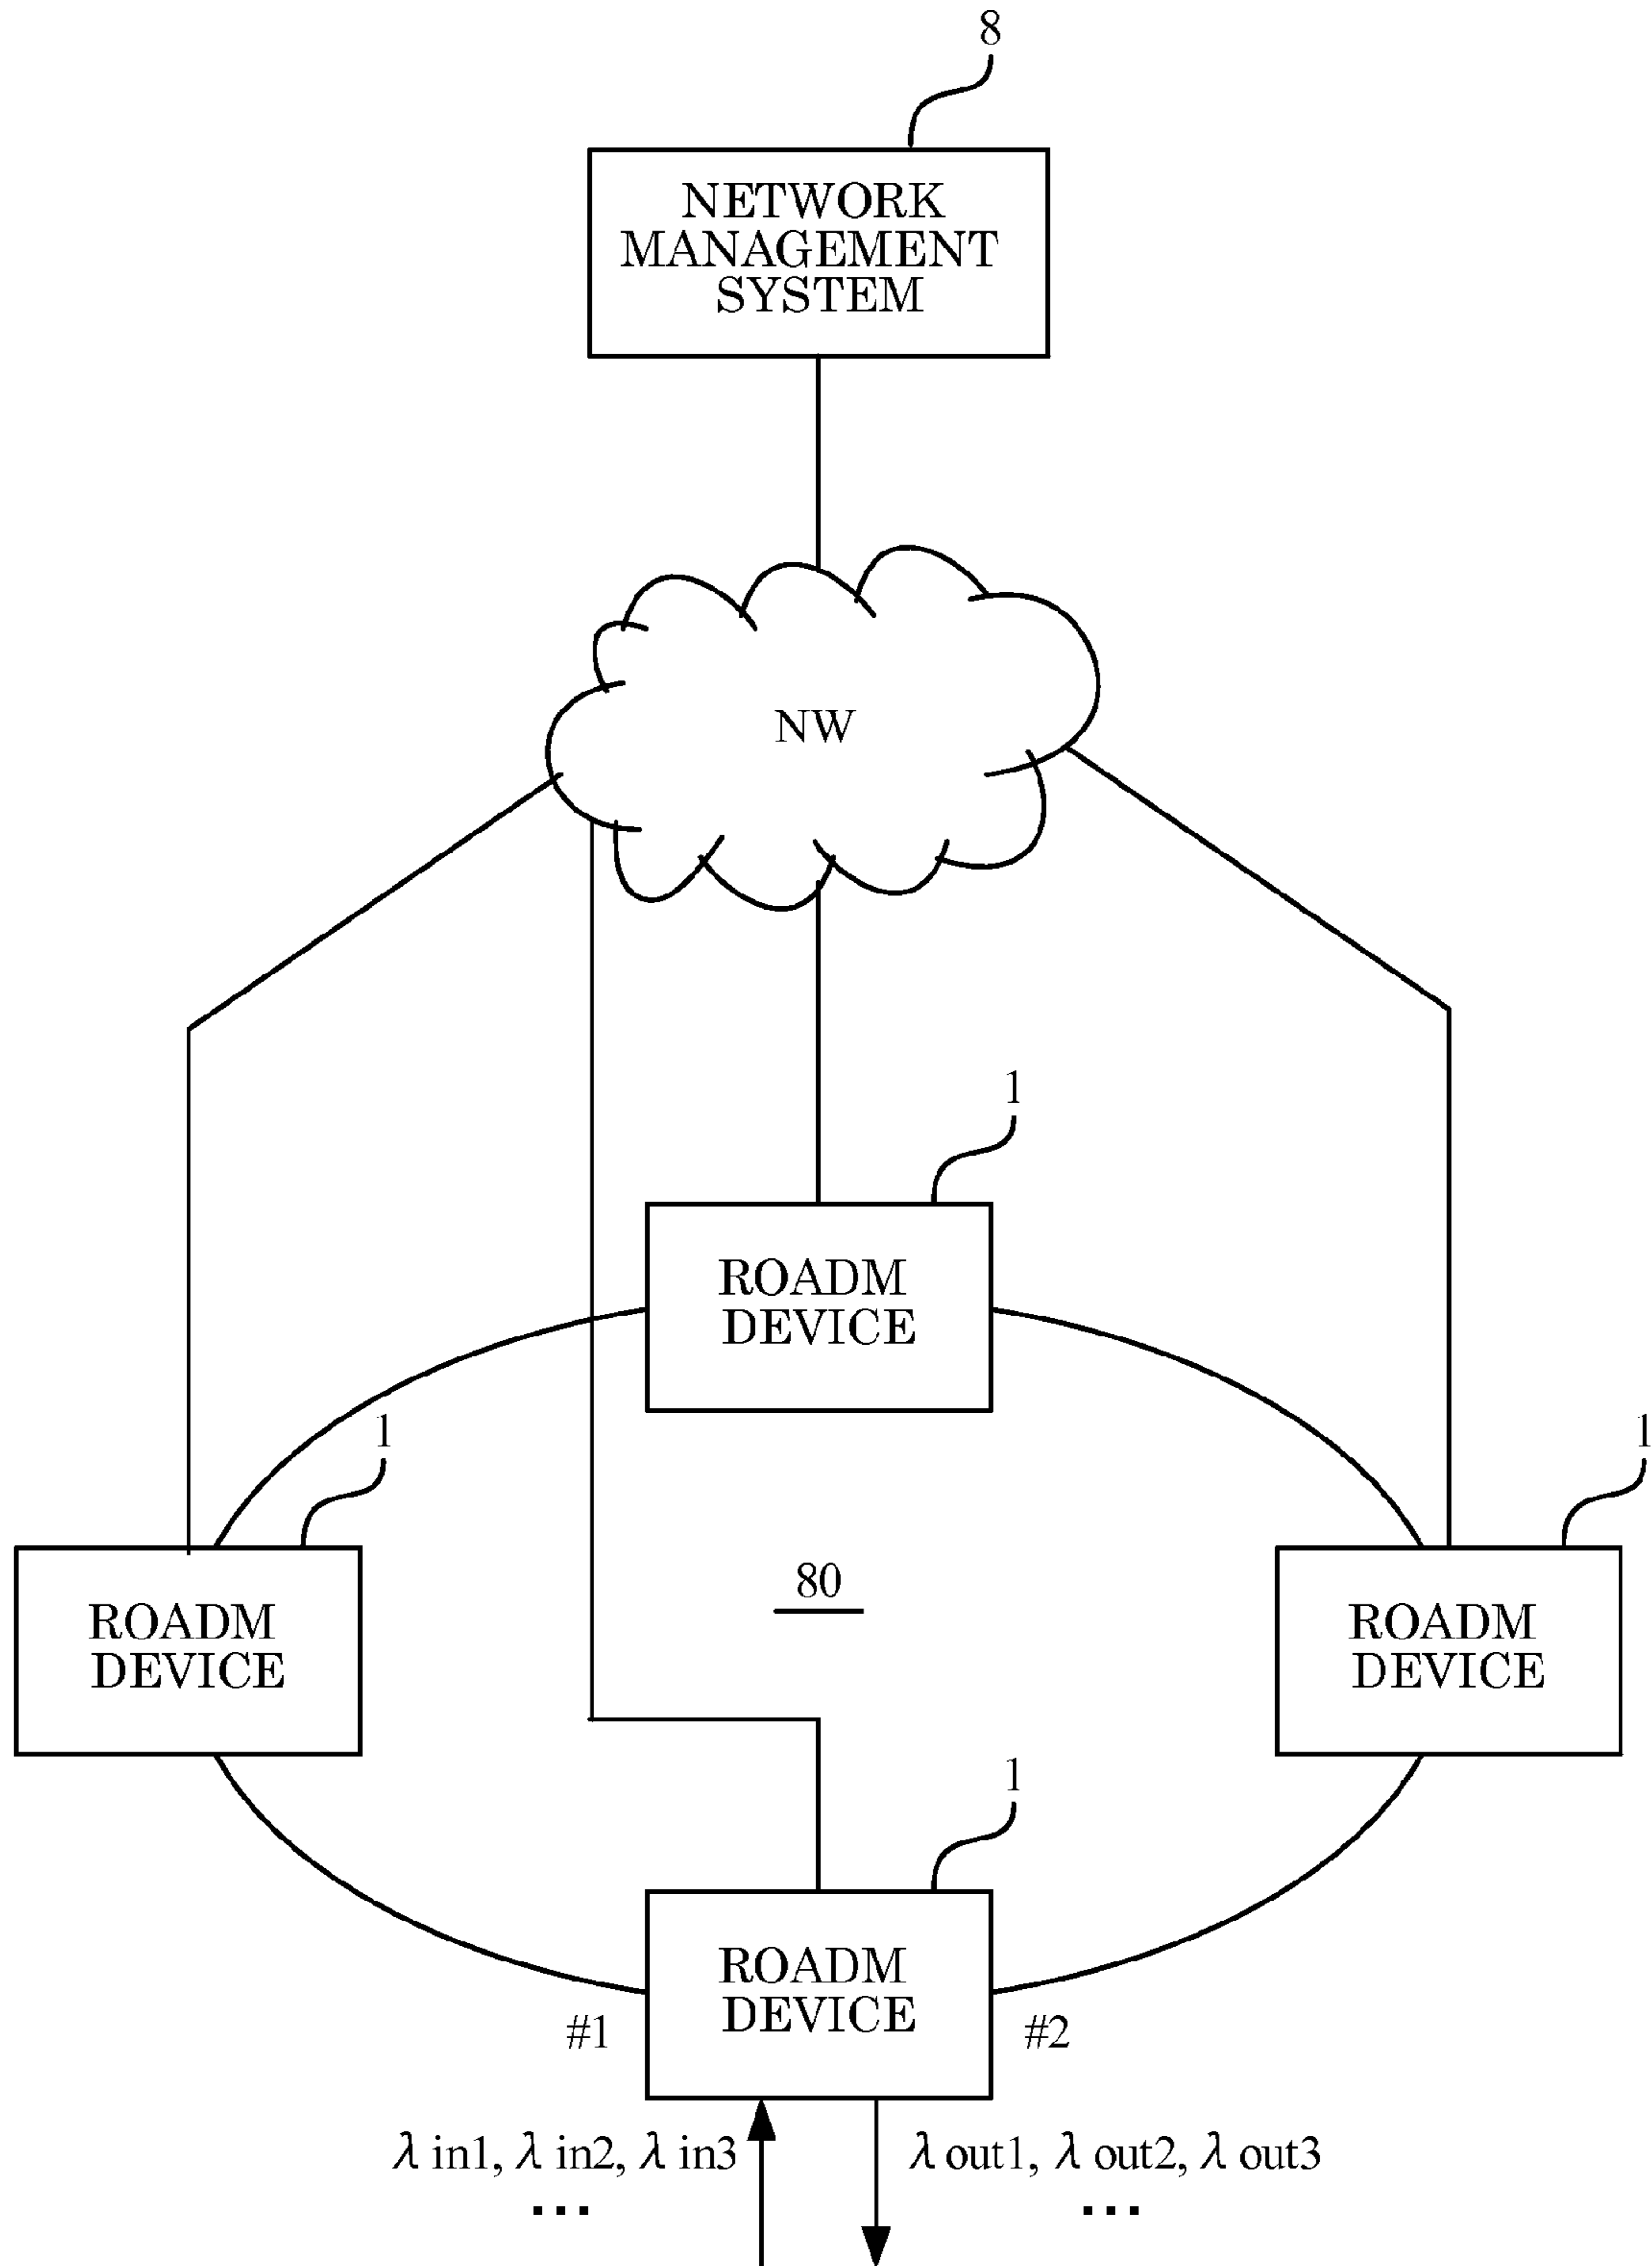 8
NETWORK
MANAGEMENT
SYSTEM
NW
1
ROADM
DEVICE
1
1
ROADM
DEVICE
80
ROADM
DEVICE
1
ROADM
DEVICE
#1
#2
λ in1, λ in2, λ in3
...
λ out1, λ out2, λ out3
...